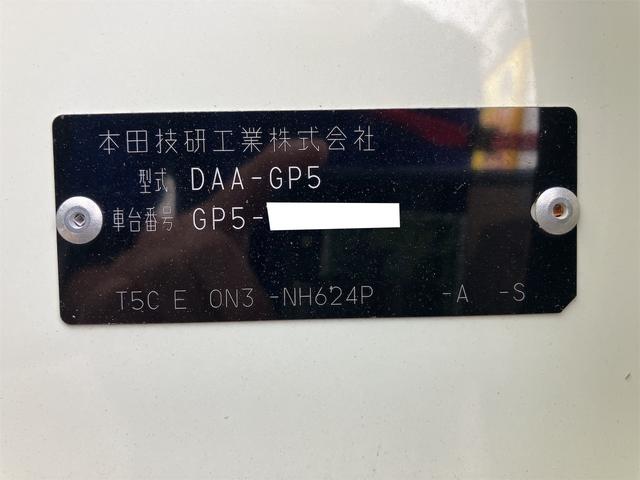 本田技研工業株式会社
型式 DAA-GP5
車台番号 GP5-
T5C E 0N3 -NH624P -A -S